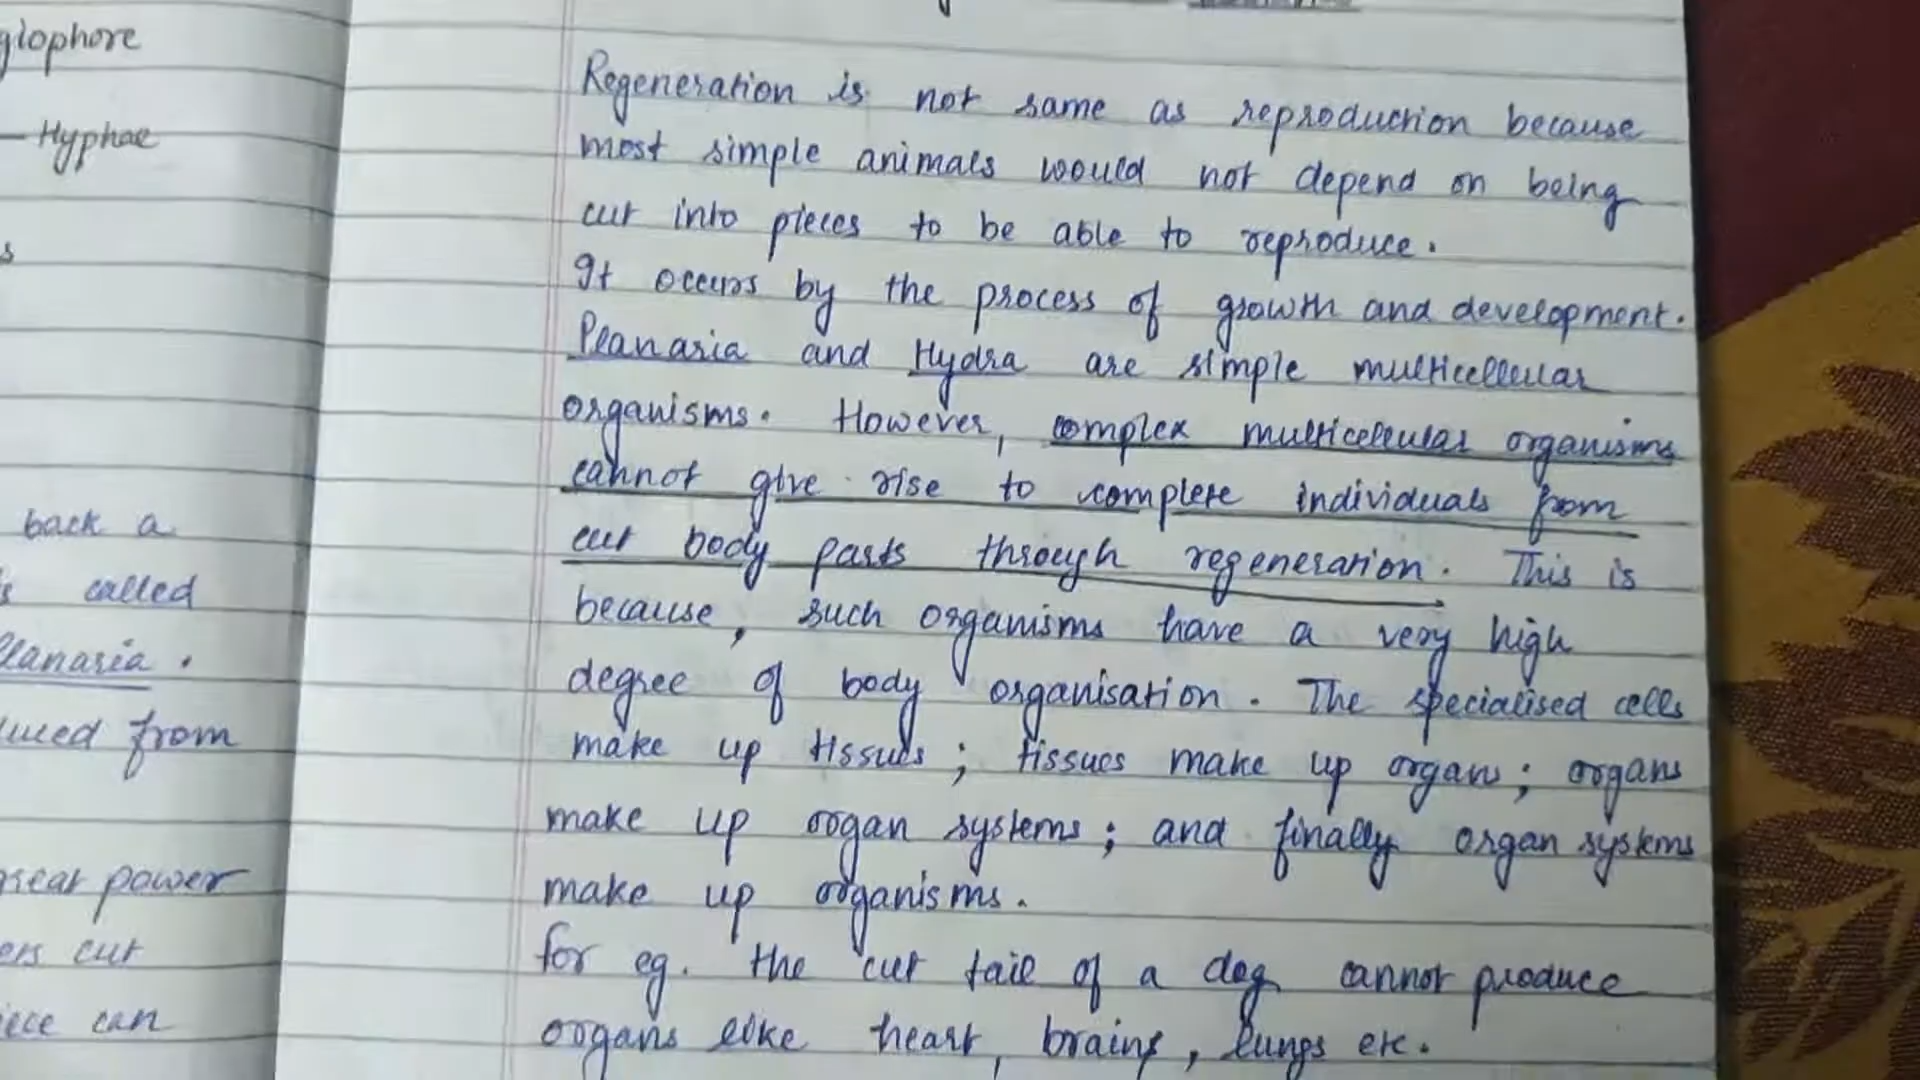 giophore
Hyphae
s
back a
s called
lanaria.
uced from
great power
ers cut
iece can
Regeneration is not same as reproduction because
most simple animals would not depend on being
cut into pieces to be able to reproduce.
It occurs by the process of growth and development.
Planaria and Hydra are simple multicellular
organisms. However, complex multicellular organisms
cannot give rise to complete individuals from
cut body parts through regeneration. This is
because, such organisms have a very high
degree of body organisation. The specialised cells
make up tissues; tissues make up organs; organs
make up organ systems; and finally organ systems
make up organisms.
for eg. the cut tail of a dog cannot produce
organs like heart, brains, lungs etc.